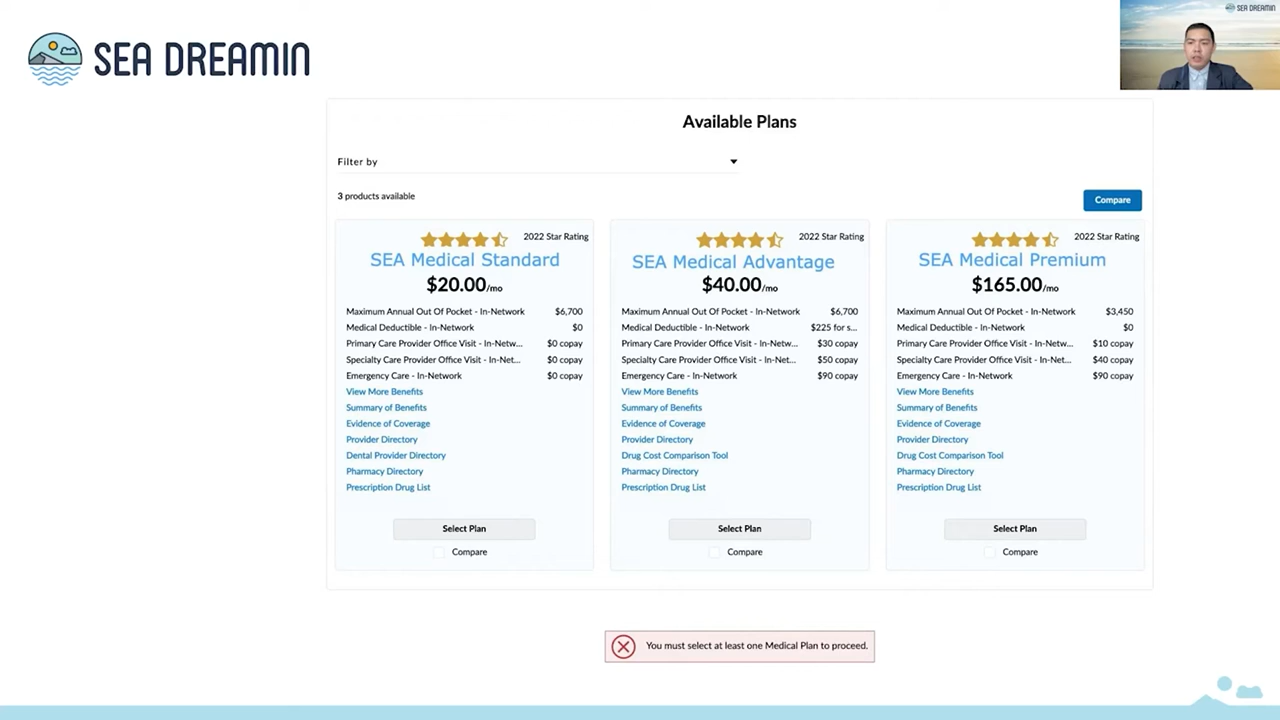 SEA DREAMIN
SEA DREAMIN
Available Plans
Filter by
3 products available
Compare
2022 Star Rating
SEA Medical Standard
$20.00/mo
Maximum Annual Out Of Pocket - In-Network $6,700
Medical Deductible - In-Network $0
Primary Care Provider Office Visit - In-Netw... $0 copay
Specialty Care Provider Office Visit - In-Net... $0 copay
Emergency Care - In-Network $0 copay
View More Benefits
Summary of Benefits
Evidence of Coverage
Provider Directory
Dental Provider Directory
Pharmacy Directory
Prescription Drug List
Select Plan
Compare
2022 Star Rating
SEA Medical Advantage
$40.00/mo
Maximum Annual Out Of Pocket - In-Network $6,700
Medical Deductible - In-Network $225 for s...
Primary Care Provider Office Visit - In-Netw... $30 copay
Specialty Care Provider Office Visit - In-Net... $50 copay
Emergency Care - In-Network $90 copay
View More Benefits
Summary of Benefits
Evidence of Coverage
Provider Directory
Drug Cost Comparison Tool
Pharmacy Directory
Prescription Drug List
Select Plan
Compare
2022 Star Rating
SEA Medical Premium
$165.00/mo
Maximum Annual Out Of Pocket - In-Network $3,450
Medical Deductible - In-Network $0
Primary Care Provider Office Visit - In-Netw... $10 copay
Specialty Care Provider Office Visit - In-Net... $40 copay
Emergency Care - In-Network $90 copay
View More Benefits
Summary of Benefits
Evidence of Coverage
Provider Directory
Drug Cost Comparison Tool
Pharmacy Directory
Prescription Drug List
Select Plan
Compare
You must select at least one Medical Plan to proceed.